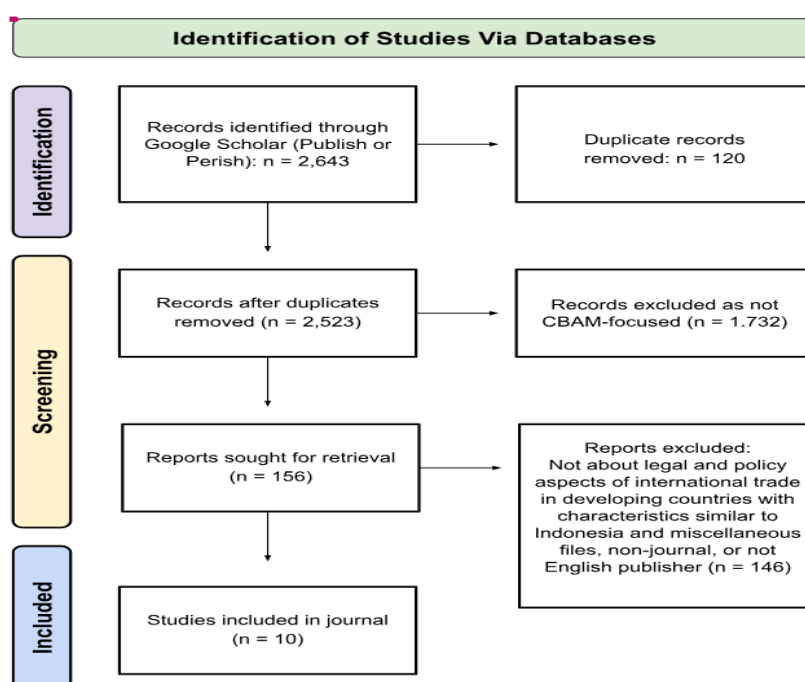 Identification of Studies Via Databases
Identification
Records identified through
Google Scholar (Publish or
Perish): n = 2,643
Duplicate records
removed: n = 120
Screening
Records after duplicates
removed (n = 2,523)
Records excluded as not
CBAM-focused (n = 1.732)
Reports sought for retrieval
(n = 156)
Reports excluded:
Not about legal and policy
aspects of international trade
in developing countries with
characteristics similar to
Indonesia and miscellaneous
files, non-journal, or not
English publisher (n = 146)
Included
Studies included in journal
(n = 10)